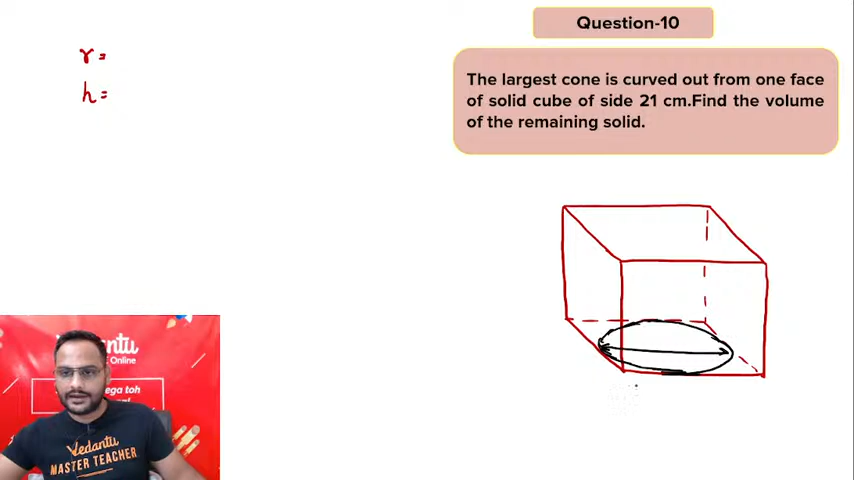 Question-10
r =
h =
The largest cone is curved out from one face
of solid cube of side 21 cm.Find the volume
of the remaining solid.
Vedantu
MASTER TEACHER